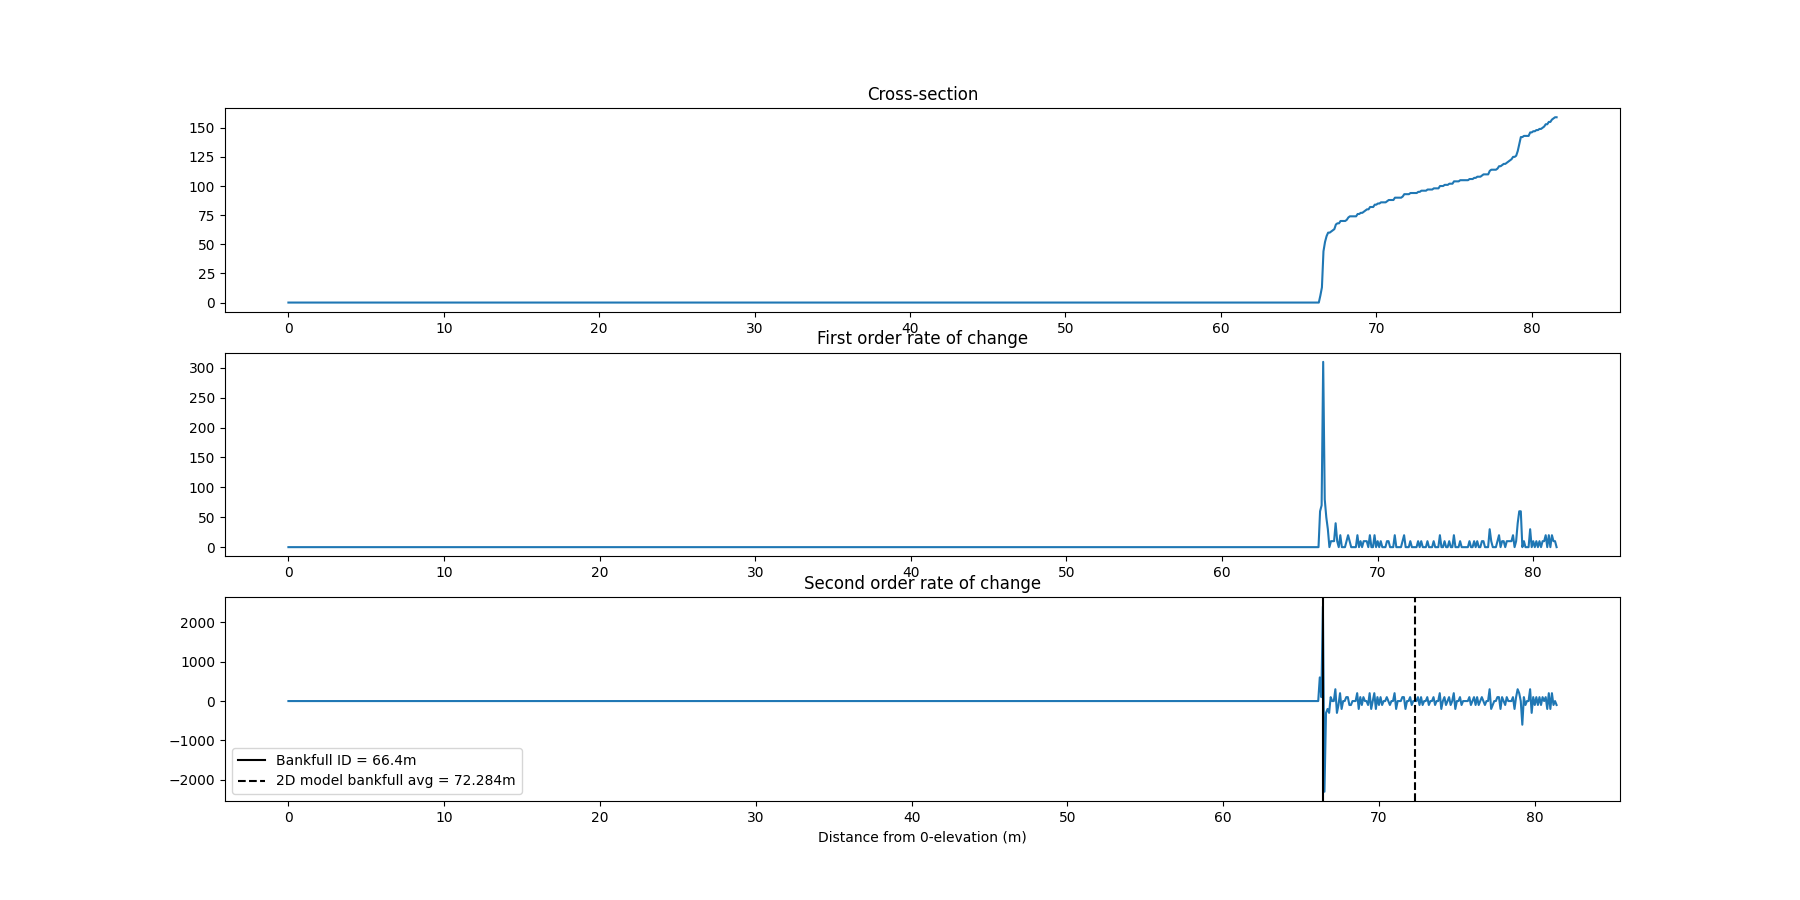 Cross-section
150
125
100
75
50
25
0
0 10 20 30 40 50 60 70 80
First order rate of change
300
250
200
150
100
50
0
0 10 20 30 40 50 60 70 80
Second order rate of change
2000
1000
0
−1000
−2000
Bankfull ID = 66.4m
2D model bankfull avg = 72.284m
0 10 20 30 40 50 60 70 80
Distance from 0-elevation (m)